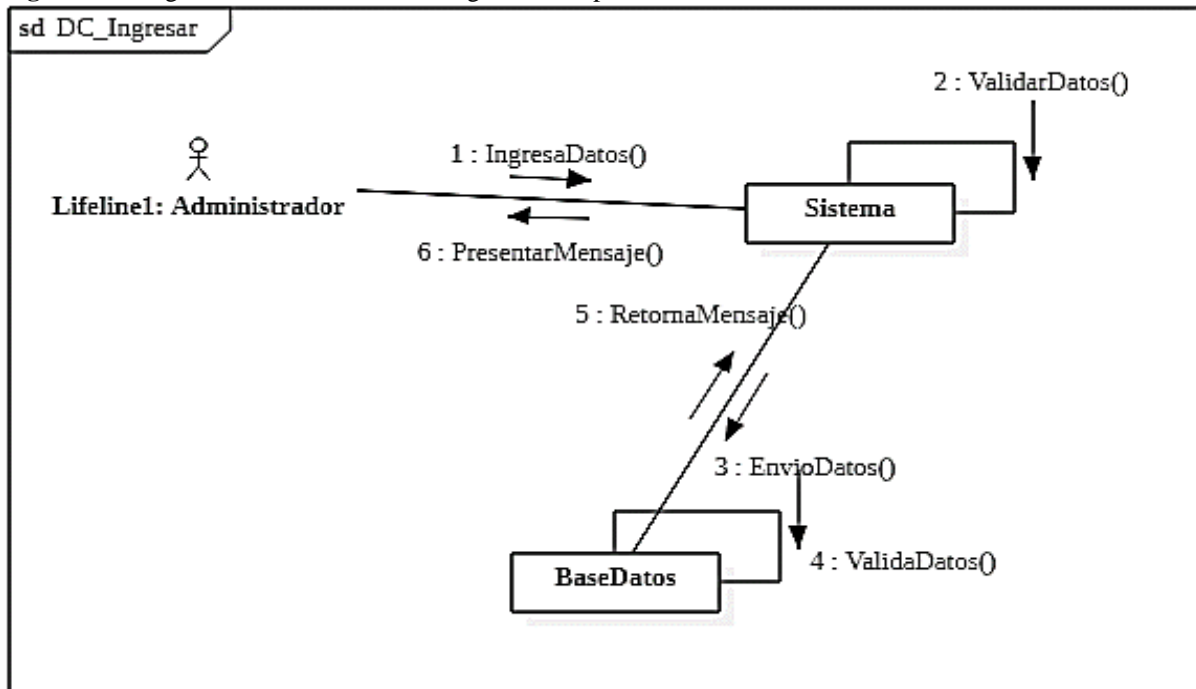 sd DC_Ingresar
2 : ValidarDatos()
1 : IngresaDatos()
Lifeline1: Administrador
Sistema
6 : PresentarMensaje()
5 : RetornaMensaje()
3 : EnvioDatos()
4 : ValidaDatos()
BaseDatos